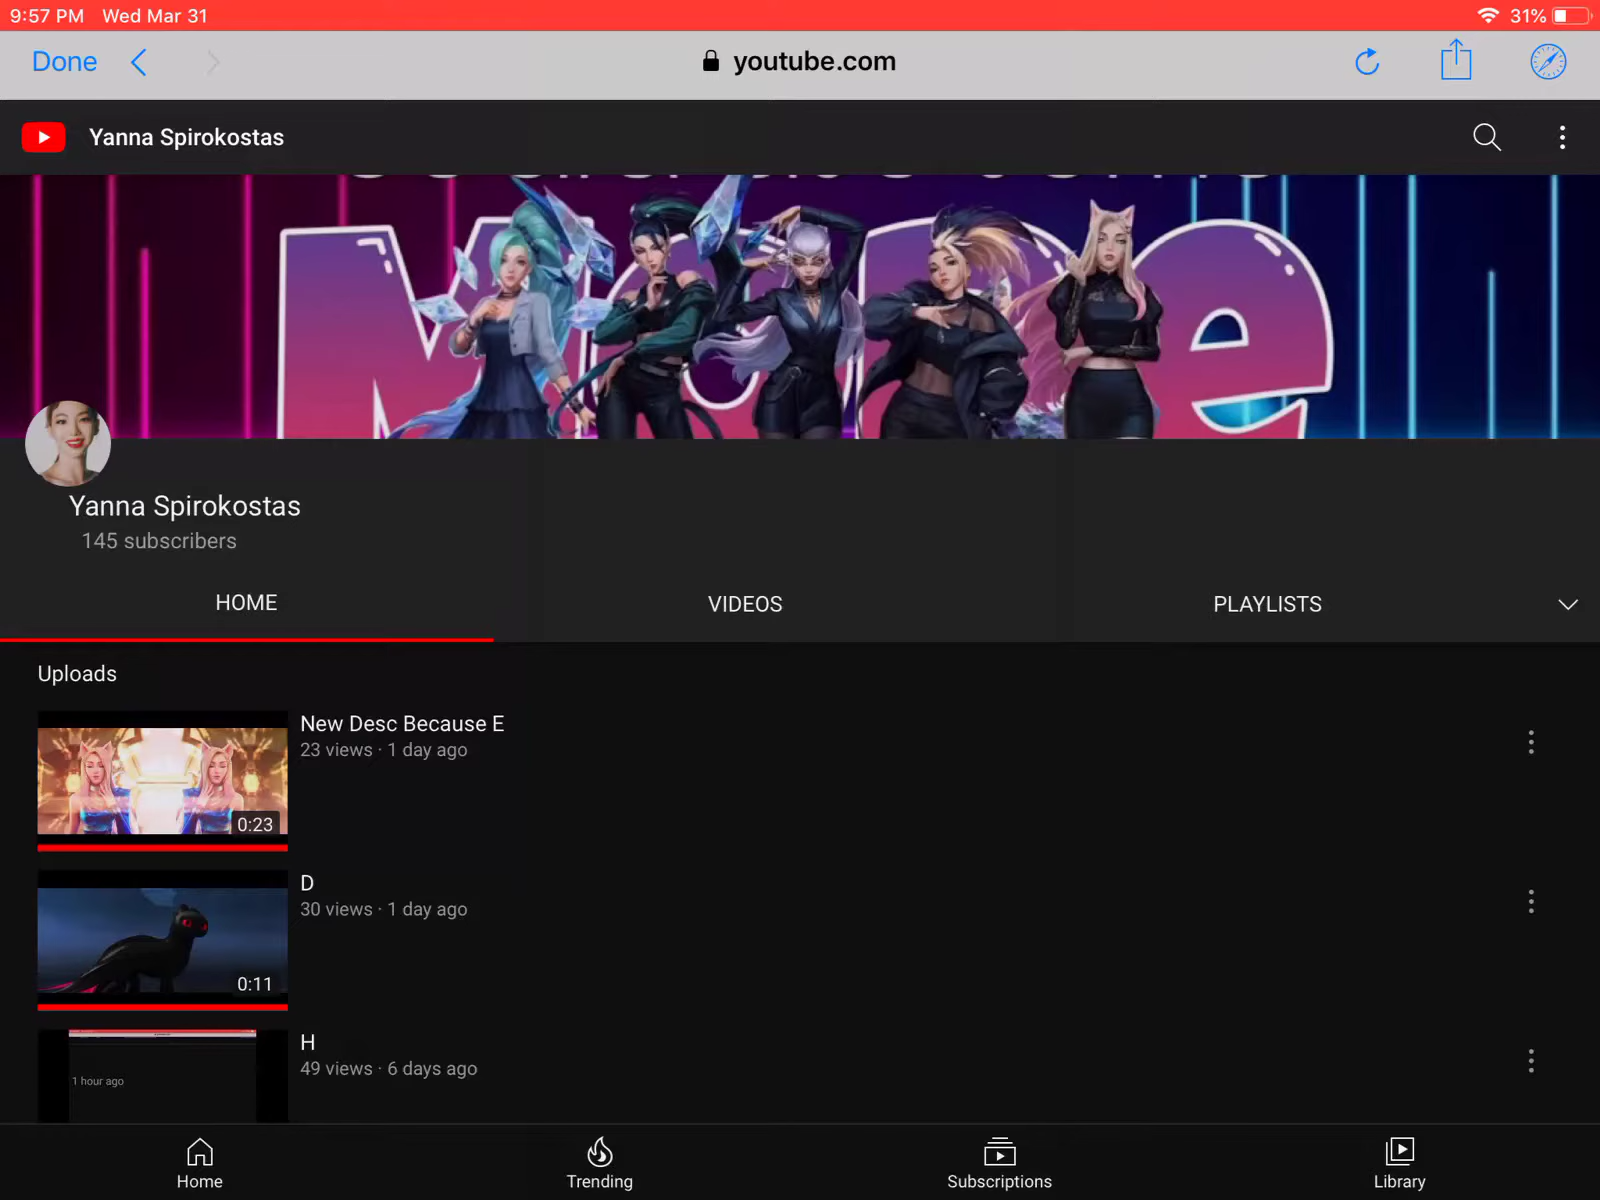 9:57 PM Wed Mar 31 31%
Done youtube.com
Yanna Spirokostas
More
Yanna Spirokostas
145 subscribers
HOME VIDEOS PLAYLISTS
Uploads
New Desc Because E
23 views · 1 day ago
0:23
D
30 views · 1 day ago
0:11
H
49 views · 6 days ago
1 hour ago
Home Trending Subscriptions Library